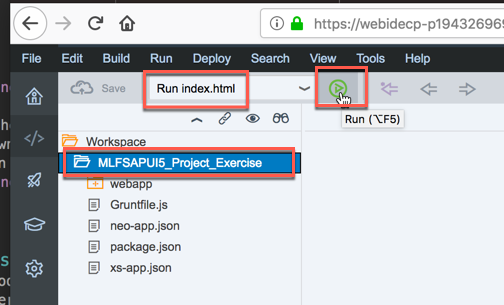 https://webidecp-p194326969
File Edit Build Run Deploy Search View Tools Help
Save Run index.html
Run (⌥F5)
Workspace
MLFSAPUI5_Project_Exercise
webapp
Gruntfile.js
neo-app.json
package.json
xs-app.json